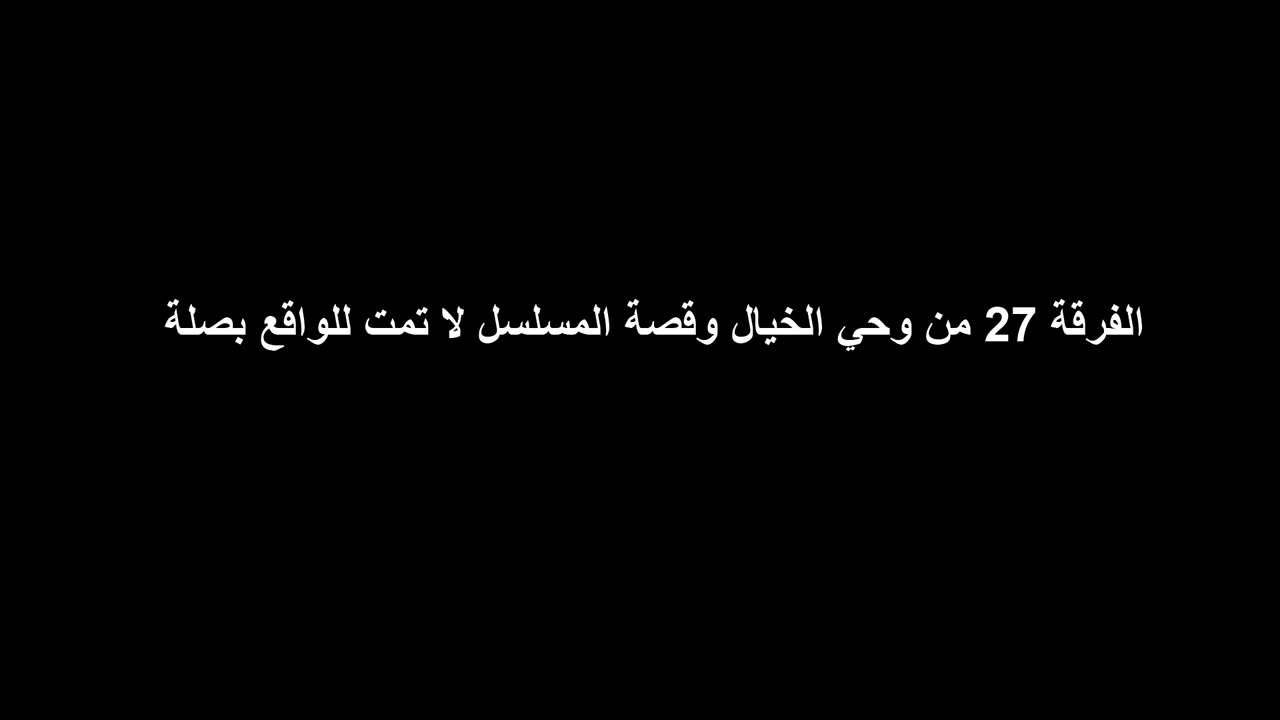 الفرقة 27 من وحي الخيال وقصة المسلسل لا تمت للواقع بصلة